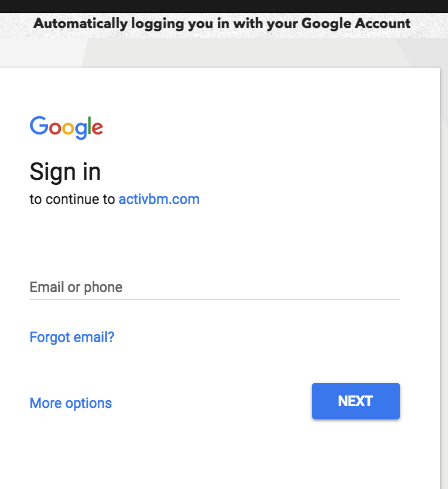 Automatically logging you in with your Google Account
Google
Sign in
to continue to activbm.com
Email or phone
Forgot email?
More options
NEXT